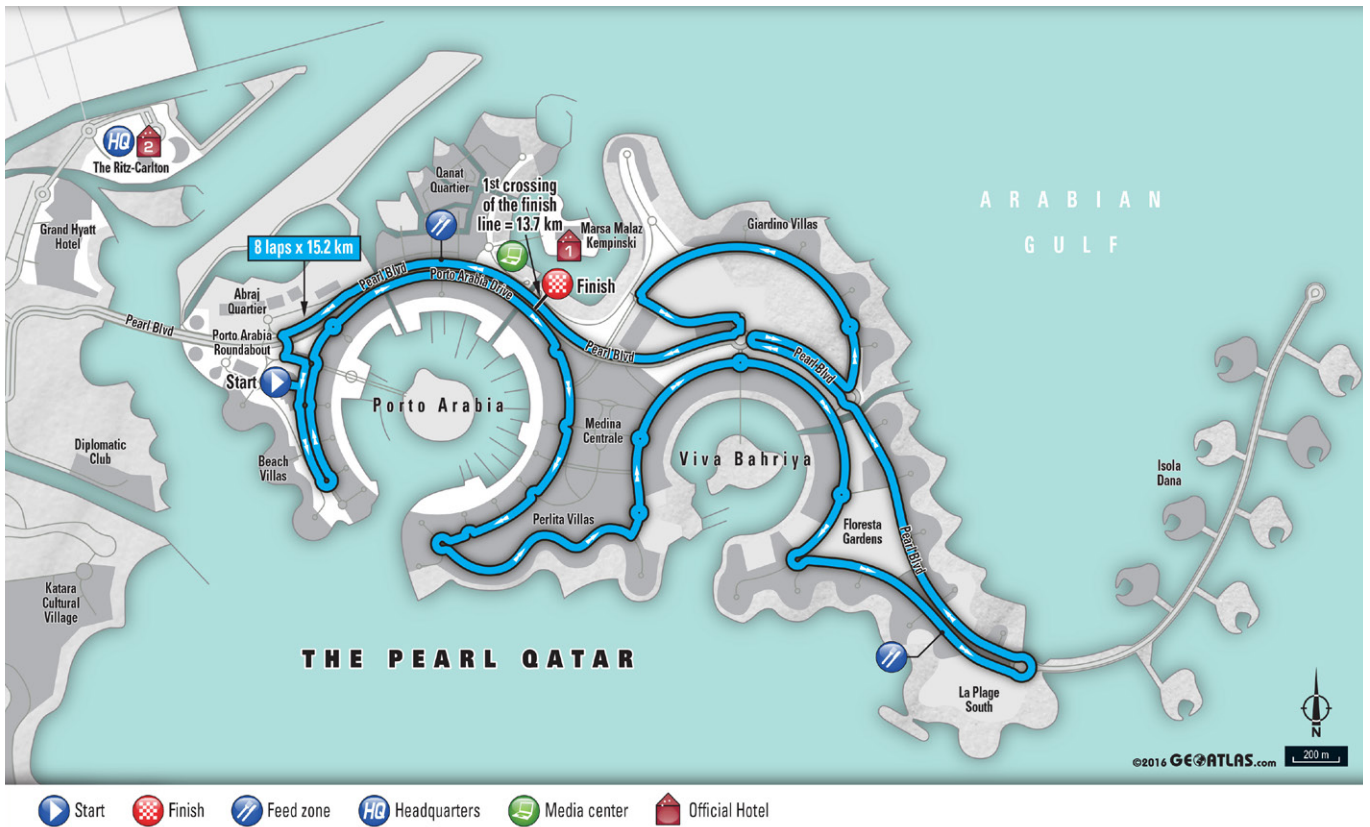 HQ
2
The Ritz-Carlton
Grand Hyatt
Hotel
Qanat
Quartier
1st crossing
of the finish
line = 13.7 km
1
Marsa Malaz
Kempinski
Giardino Villas
ARABIAN
GULF
8 laps x 15.2 km
Abraj
Quartier
Pearl Blvd
Porto Arabia Drive
Finish
Pearl Blvd
Porto Arabia
Roundabout
Pearl Blvd
Pearl Blvd
Start
Porto Arabia
Medina
Centrale
Viva Bahriya
Diplomatic
Club
Beach
Villas
Isola
Dana
Perlita Villas
Floresta
Gardens
Pearl Blvd
Katara
Cultural
Village
THE PEARL QATAR
La Plage
South
N
200 m
©2016 GEOATLAS.com
Start
Finish
Feed zone
HQ
Headquarters
Media center
Official Hotel